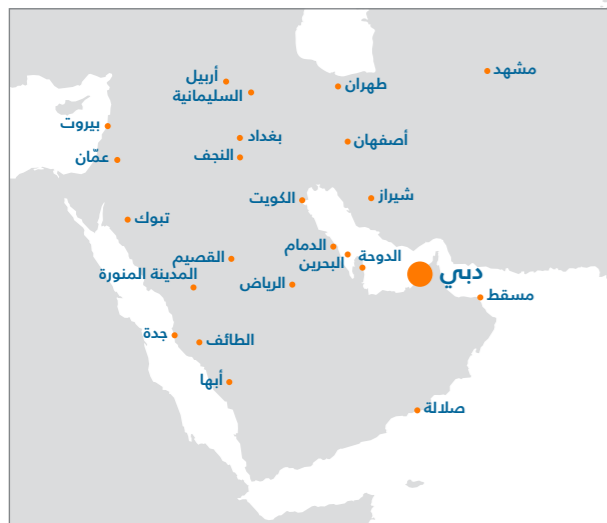 مشهد
طهران
أربيل
السليمانية
بيروت
بغداد
أصفهان
عمّان
النجف
شيراز
الكويت
تبوك
الدمام
الدوحة
البحرين
القصيم
المدينة المنورة
الرياض
دبي
مسقط
جدة
الطائف
أبها
صلالة